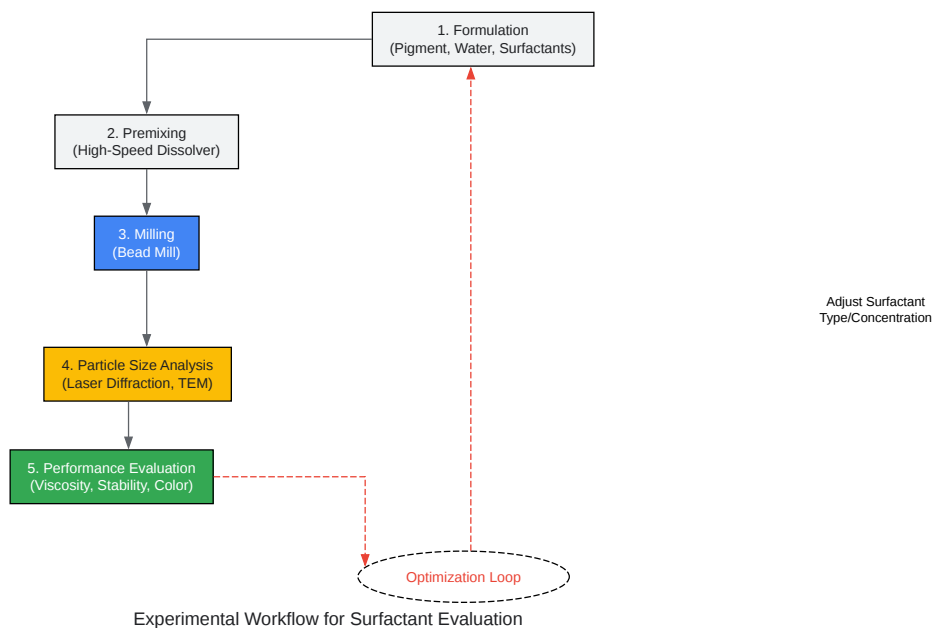 1. Formulation
(Pigment, Water, Surfactants)
2. Premixing
(High-Speed Dissolver)
3. Milling
(Bead Mill)
Adjust Surfactant
Type/Concentration
4. Particle Size Analysis
(Laser Diffraction, TEM)
5. Performance Evaluation
(Viscosity, Stability, Color)
Optimization Loop
Experimental Workflow for Surfactant Evaluation